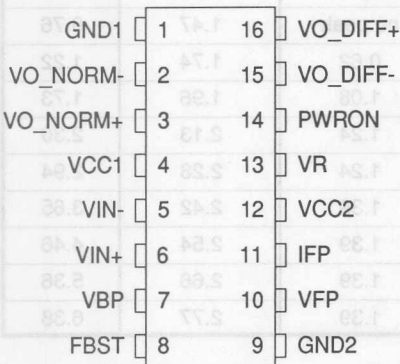 GND1 1 16 VO_DIFF+
VO_NORM- 2 15 VO_DIFF-
VO_NORM+ 3 14 PWRON
VCC1 4 13 VR
VIN- 5 12 VCC2
VIN+ 6 11 IFP
VBP 7 10 VFP
FBST 8 9 GND2